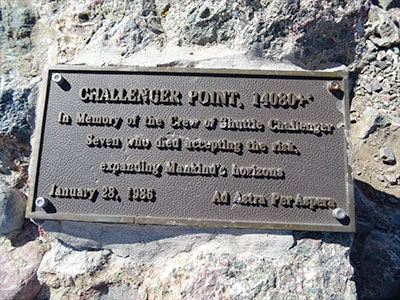 CHALLENGER POINT, 14080+'
In Memory of the Crew of Shuttle Challenger
Seven who died accepting the risk,
expanding Mankind's horizons
January 28, 1986 Ad Astra Per Aspera